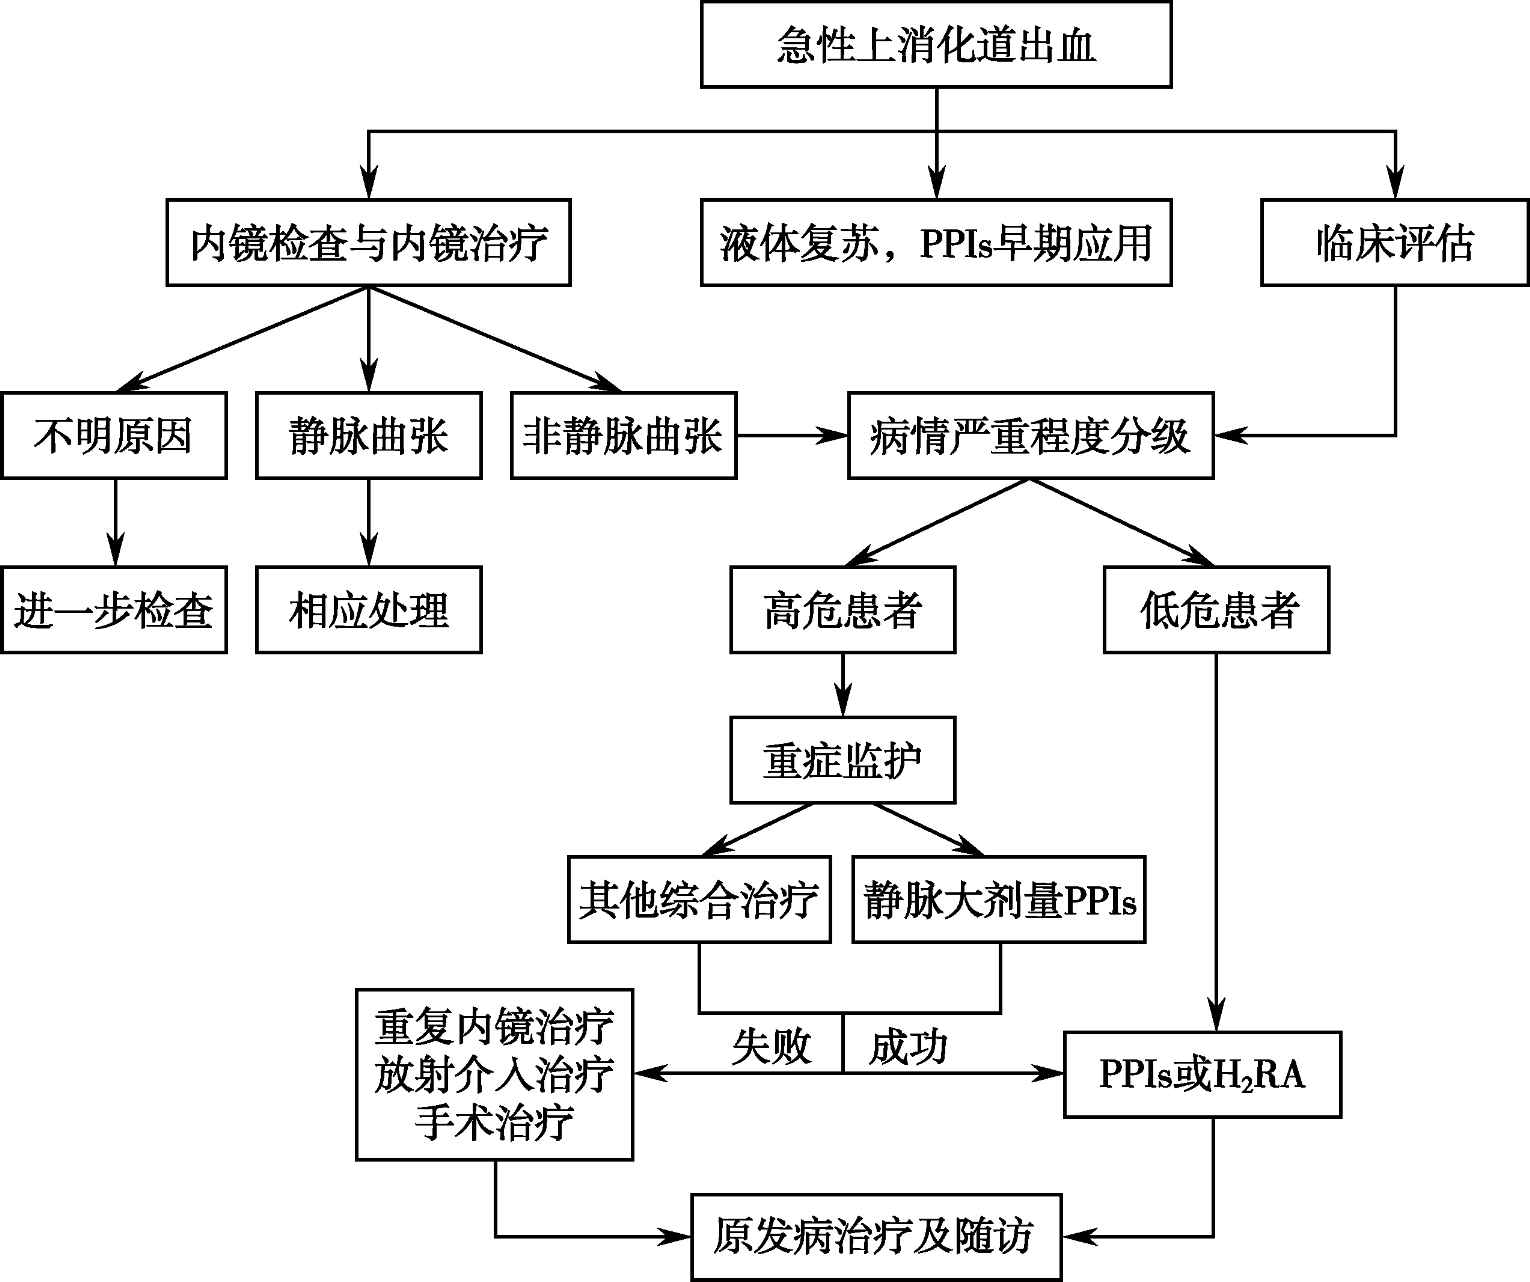 急性上消化道出血
内镜检查与内镜治疗
液体复苏，PPIs早期应用
临床评估
不明原因
静脉曲张
非静脉曲张
病情严重程度分级
进一步检查
相应处理
高危患者
低危患者
重症监护
其他综合治疗
静脉大剂量PPIs
重复内镜治疗
放射介入治疗
手术治疗
失败
成功
PPIs或H₂RA
原发病治疗及随访